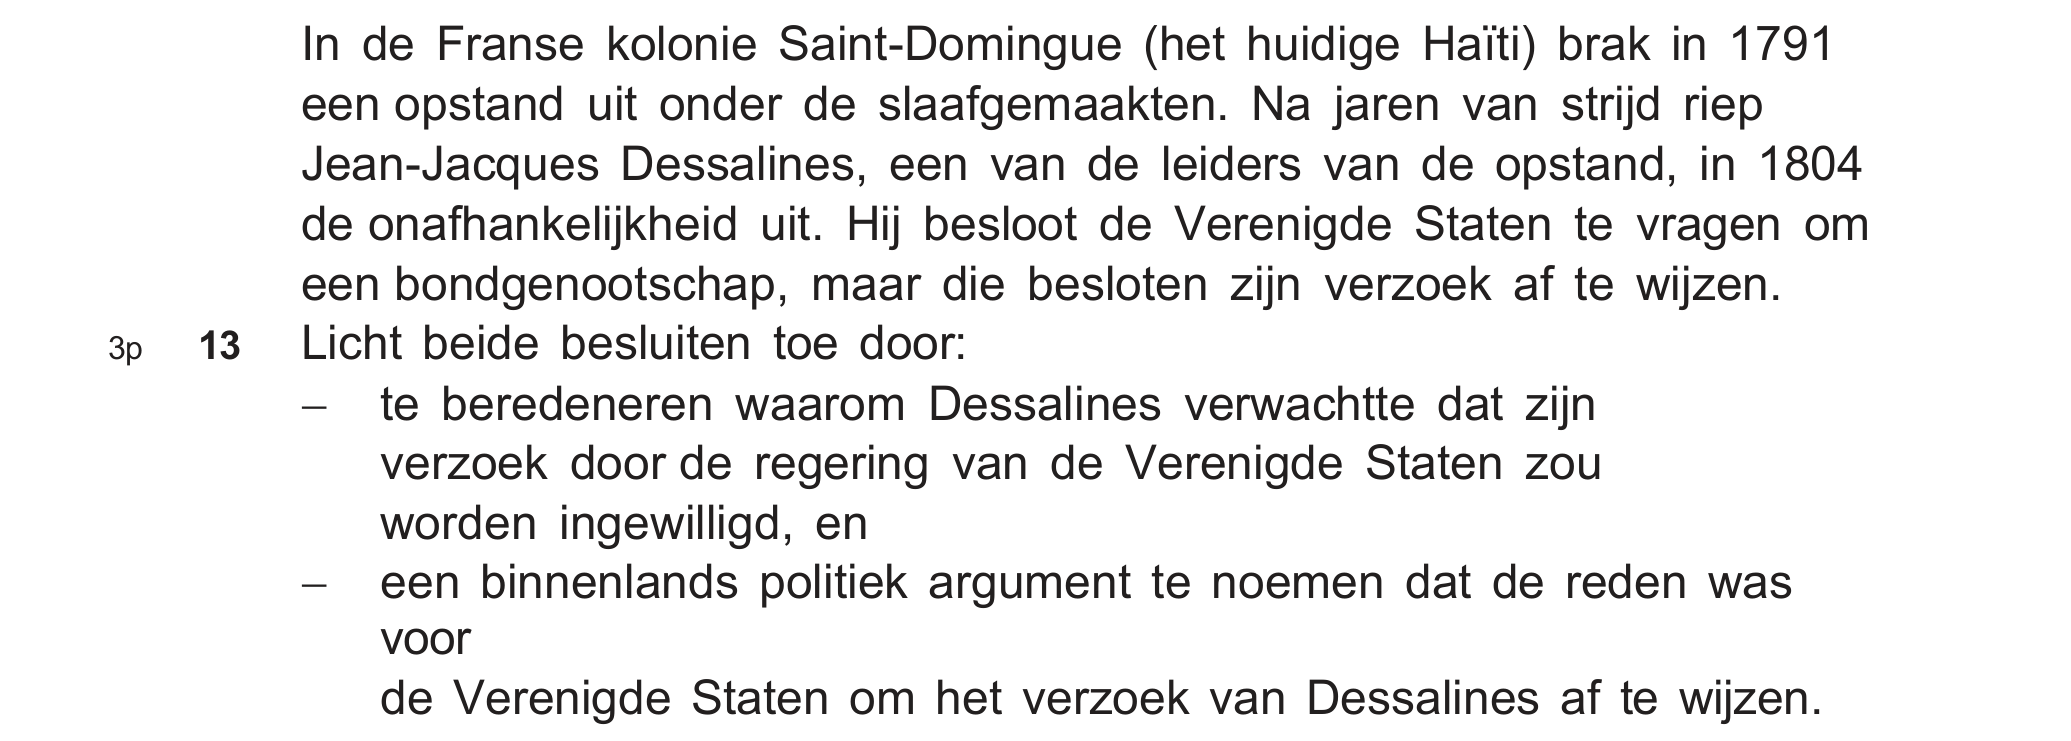 In de Franse kolonie Saint-Domingue (het huidige Haïti) brak in 1791
een opstand uit onder de slaafgemaakten. Na jaren van strijd riep
Jean-Jacques Dessalines, een van de leiders van de opstand, in 1804
de onafhankelijkheid uit. Hij besloot de Verenigde Staten te vragen om
een bondgenootschap, maar die besloten zijn verzoek af te wijzen.
3p 13 Licht beide besluiten toe door:
– te beredeneren waarom Dessalines verwachtte dat zijn
verzoek door de regering van de Verenigde Staten zou
worden ingewilligd, en
– een binnenlands politiek argument te noemen dat de reden was
voor
de Verenigde Staten om het verzoek van Dessalines af te wijzen.